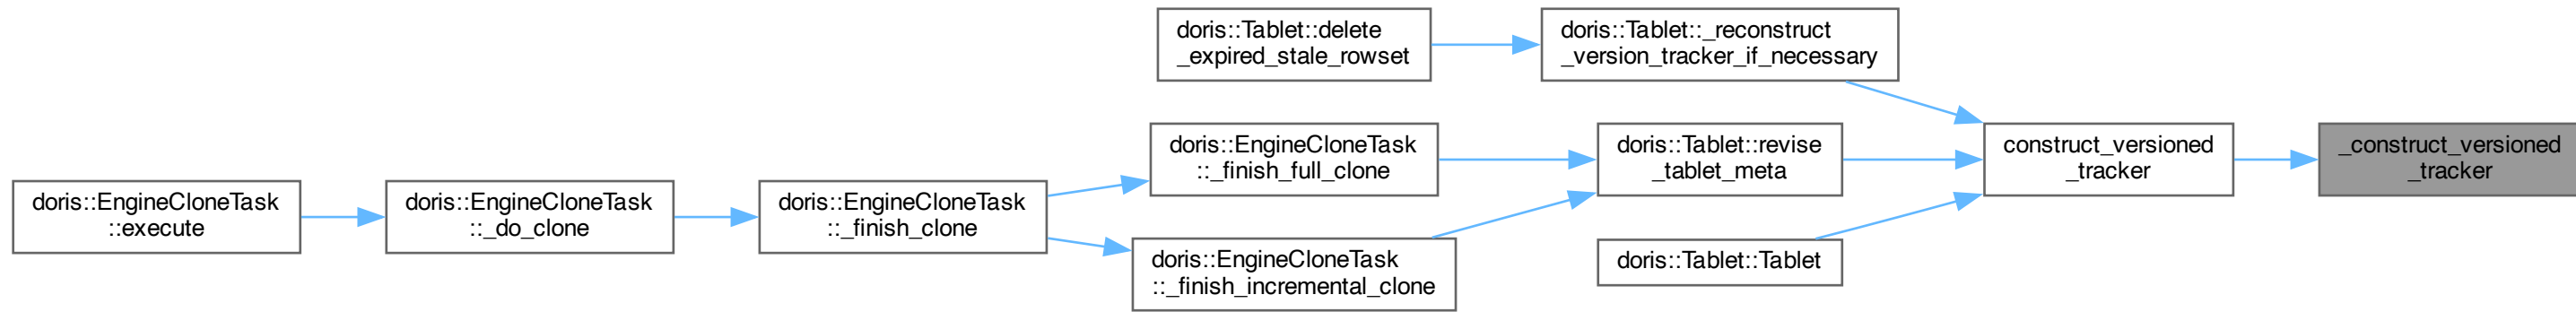 doris::Tablet::delete
_expired_stale_rowset
doris::Tablet::_reconstruct
_version_tracker_if_necessary
doris::EngineCloneTask
::execute
doris::EngineCloneTask
::_do_clone
doris::EngineCloneTask
::_finish_clone
doris::EngineCloneTask
::_finish_full_clone
doris::Tablet::revise
_tablet_meta
construct_versioned
_tracker
_construct_versioned
_tracker
doris::EngineCloneTask
::_finish_incremental_clone
doris::Tablet::Tablet